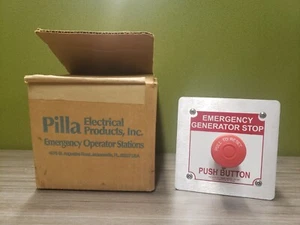 Pilla Electrical
Products, Inc.
Emergency Operator Stations
EMERGENCY
GENERATOR STOP
PUSH BUTTON